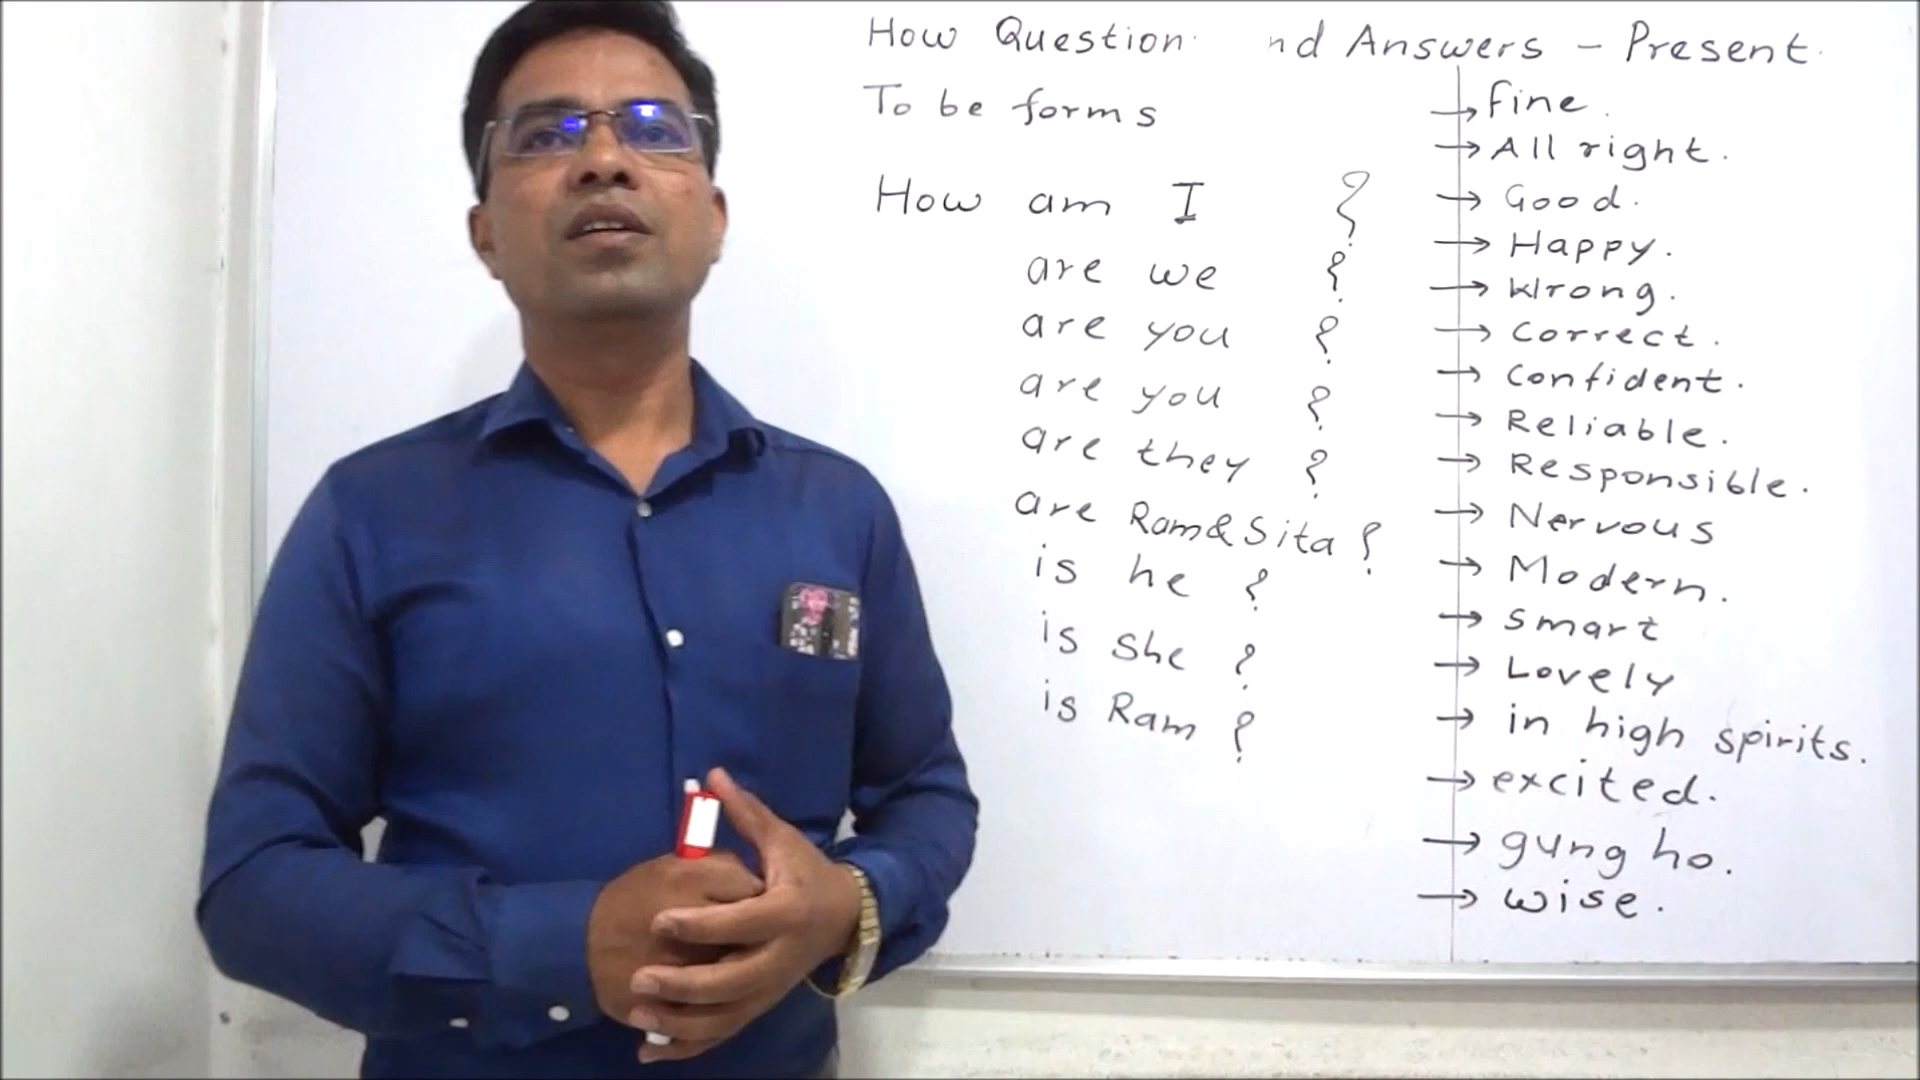 How Question nd Answers - Present.
To be forms
How am I ?
are we ?
are you ?
are you ?
are they ?
are Ram & Sita ?
is he ?
is she ?
is Ram ?
→ Fine.
→ All right.
→ Good.
→ Happy.
→ Wrong.
→ Correct.
→ Confident.
→ Reliable.
→ Responsible.
→ Nervous
→ Modern.
→ Smart
→ Lovely
→ in high spirits.
→ excited.
→ gung ho.
→ wise.